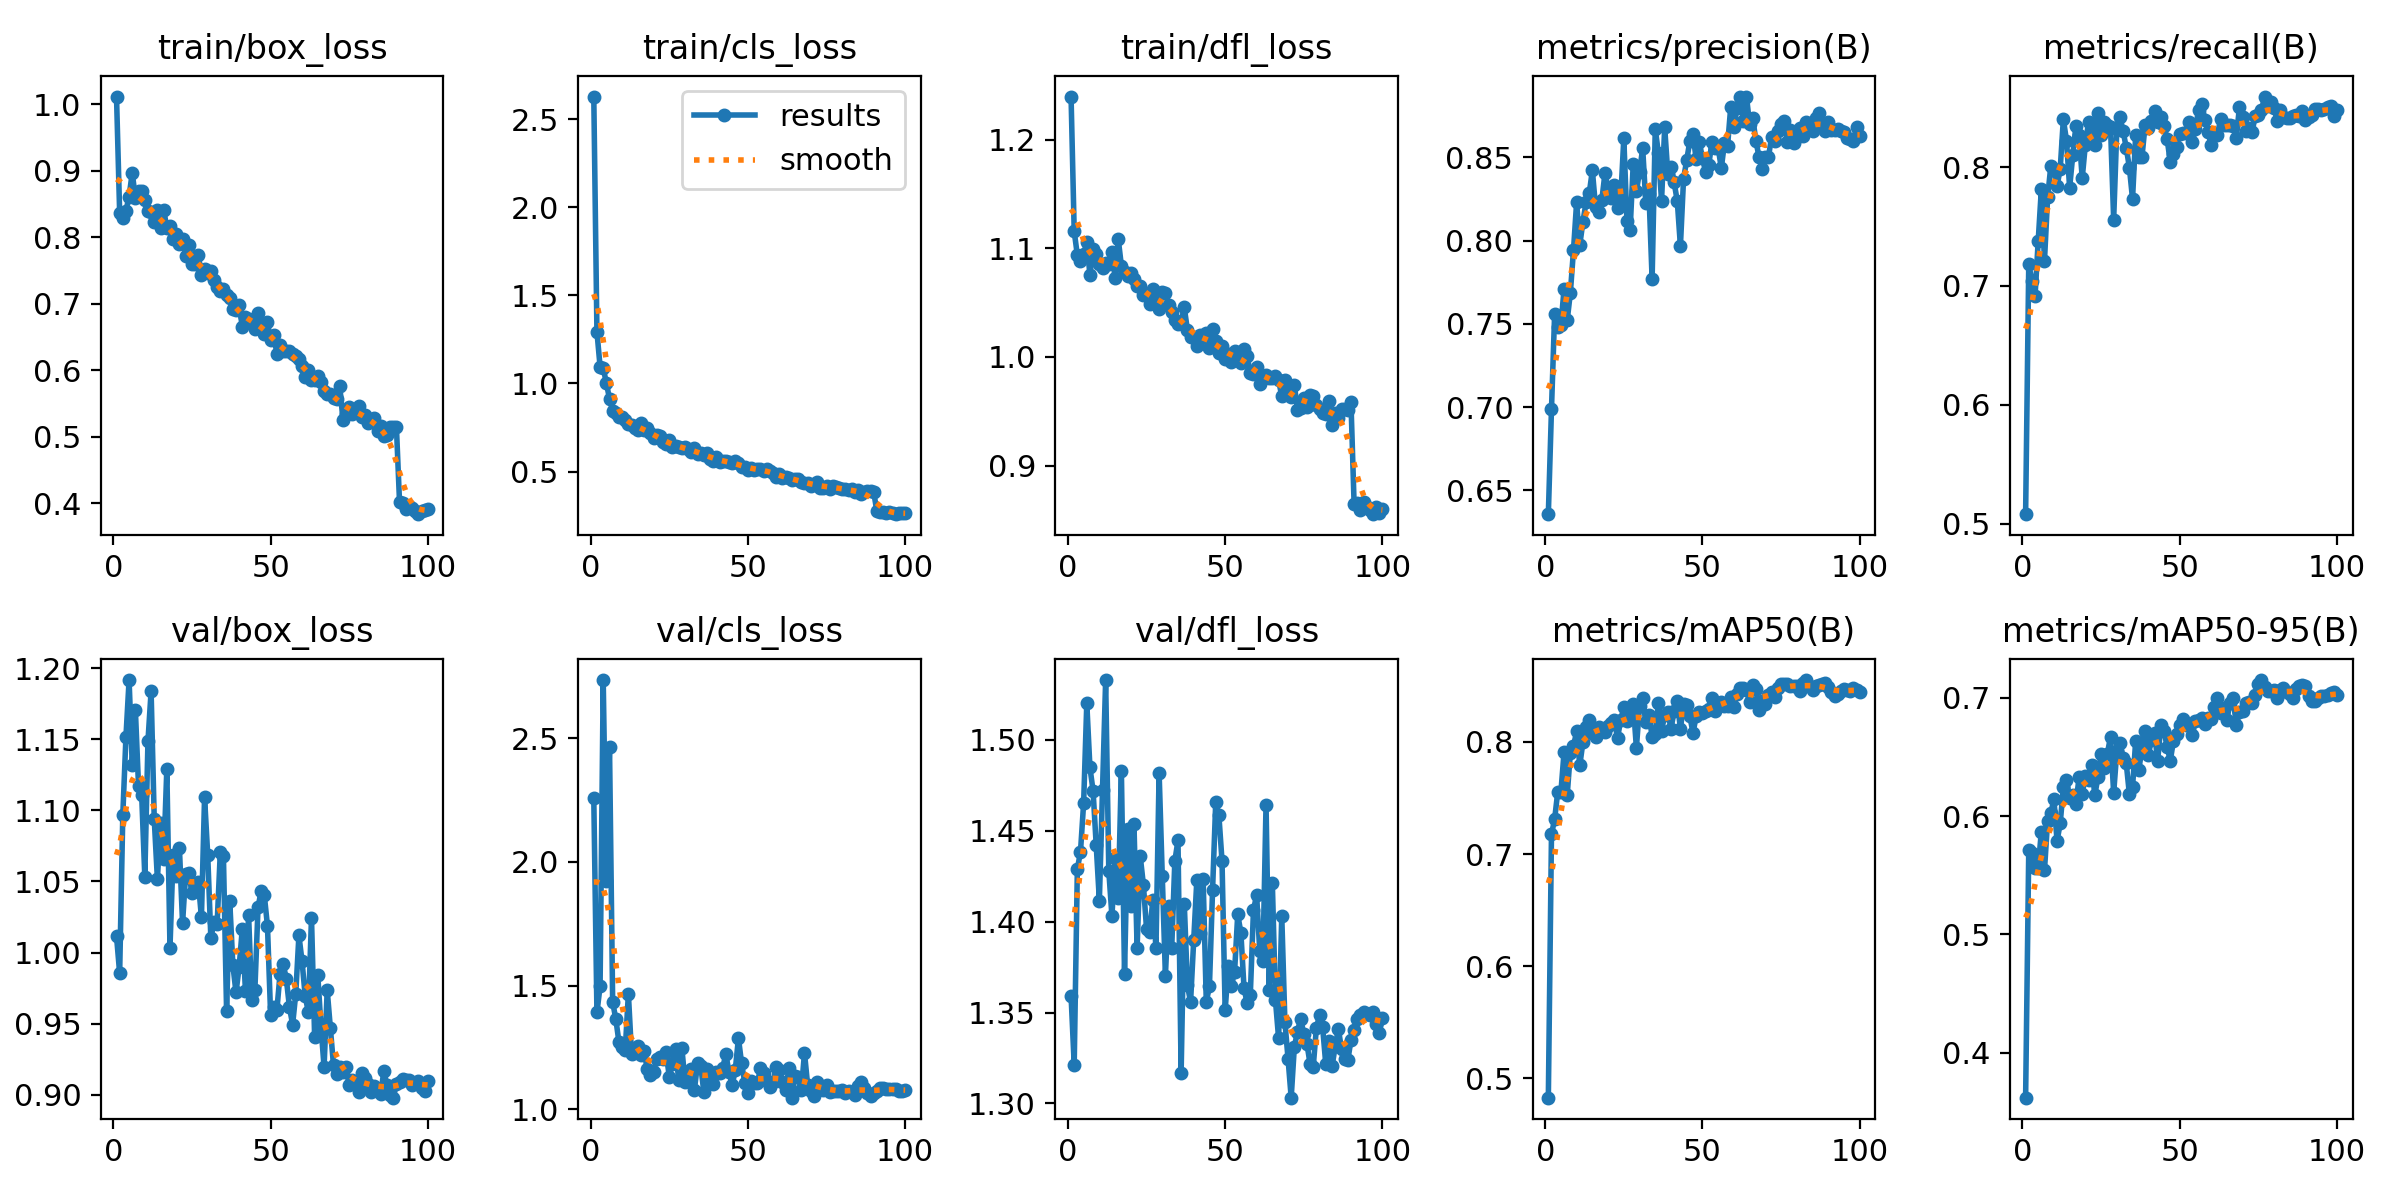 train/box_loss
1.0
0.9
0.8
0.7
0.6
0.5
0.4
0 50 100
train/cls_loss
results
smooth
2.5
2.0
1.5
1.0
0.5
0 50 100
train/dfl_loss
1.2
1.1
1.0
0.9
0 50 100
metrics/precision(B)
0.85
0.80
0.75
0.70
0.65
0 50 100
metrics/recall(B)
0.8
0.7
0.6
0.5
0 50 100
val/box_loss
1.20
1.15
1.10
1.05
1.00
0.95
0.90
0 50 100
val/cls_loss
2.5
2.0
1.5
1.0
0 50 100
val/dfl_loss
1.50
1.45
1.40
1.35
1.30
0 50 100
metrics/mAP50(B)
0.8
0.7
0.6
0.5
0 50 100
metrics/mAP50-95(B)
0.7
0.6
0.5
0.4
0 50 100